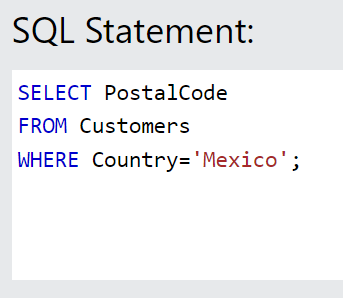 SQL Statement:
SELECT PostalCode
FROM Customers
WHERE Country='Mexico';